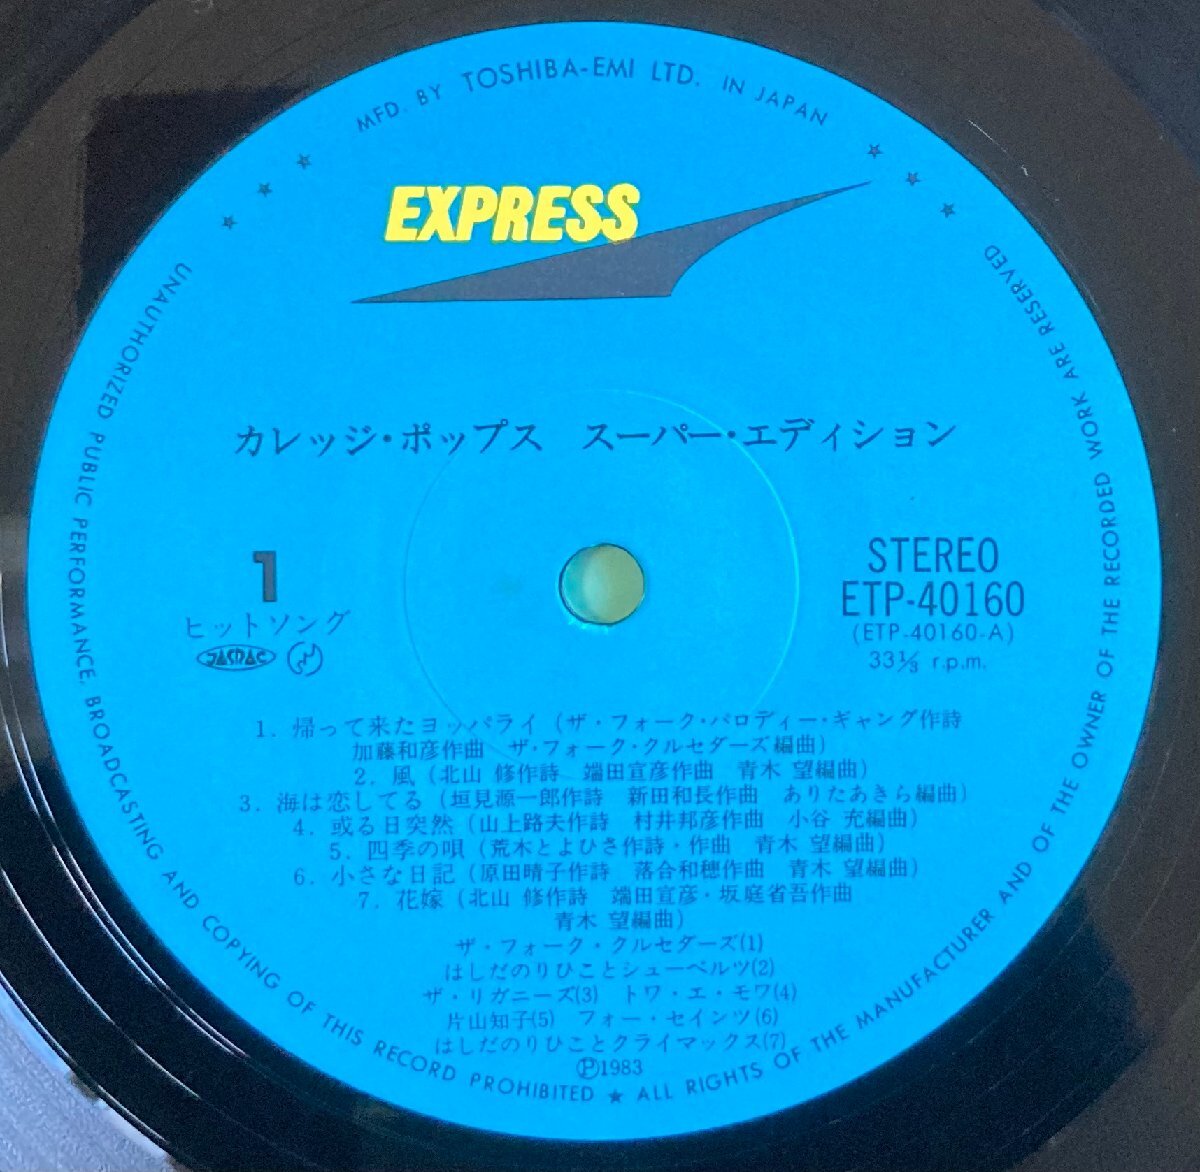 MFD. BY TOSHIBA-EMI LTD. IN JAPAN
EXPRESS
カレッジ・ポップス スーパー・エディション
1
ヒットソング
JASRAC
STEREO
ETP-40160
(ETP-40160-A)
33⅓ r.p.m.
1. 帰って来たヨッパライ (ザ・フォーク・パロディー・ギャング作詩
加藤和彦作曲 ザ・フォーク・クルセダーズ編曲)
2. 風 (北山 修作詩 端田宣彦作曲 青木 望編曲)
3. 海は恋してる (垣見源一郎作詩 新田和長作曲 ありたあきら編曲)
4. 或る日突然 (山上路夫作詩 村井邦彦作曲 小谷 充編曲)
5. 四季の唄 (荒木とよひさ作詩・作曲 青木 望編曲)
6. 小さな日記 (原田晴子作詩 落合和穂作曲 青木 望編曲)
7. 花嫁 (北山 修作詩 端田宣彦・坂庭省吾作曲
青木 望編曲)
ザ・フォーク・クルセダーズ(1)
はしだのりひことシューベルツ(2)
ザ・リガニーズ(3) トワ・エ・モワ(4)
片山知子(5) フォー・セインツ(6)
はしだのりひことクライマックス(7)
Ⓟ1983
UNAUTHORIZED PUBLIC PERFORMANCE, BROADCASTING AND COPYING OF THIS RECORD PROHIBITED ★ ALL RIGHTS OF THE MANUFACTURER AND OF THE OWNER OF THE RECORDED WORK ARE RESERVED